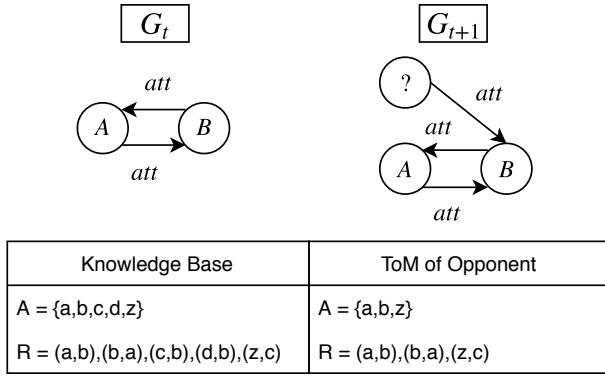 G_t
G_{t+1}
?
att
att
att
A
B
A
B
att
att
Knowledge Base
ToM of Opponent
A = {a,b,c,d,z}
A = {a,b,z}
R = (a,b),(b,a),(c,b),(d,b),(z,c)
R = (a,b),(b,a),(z,c)